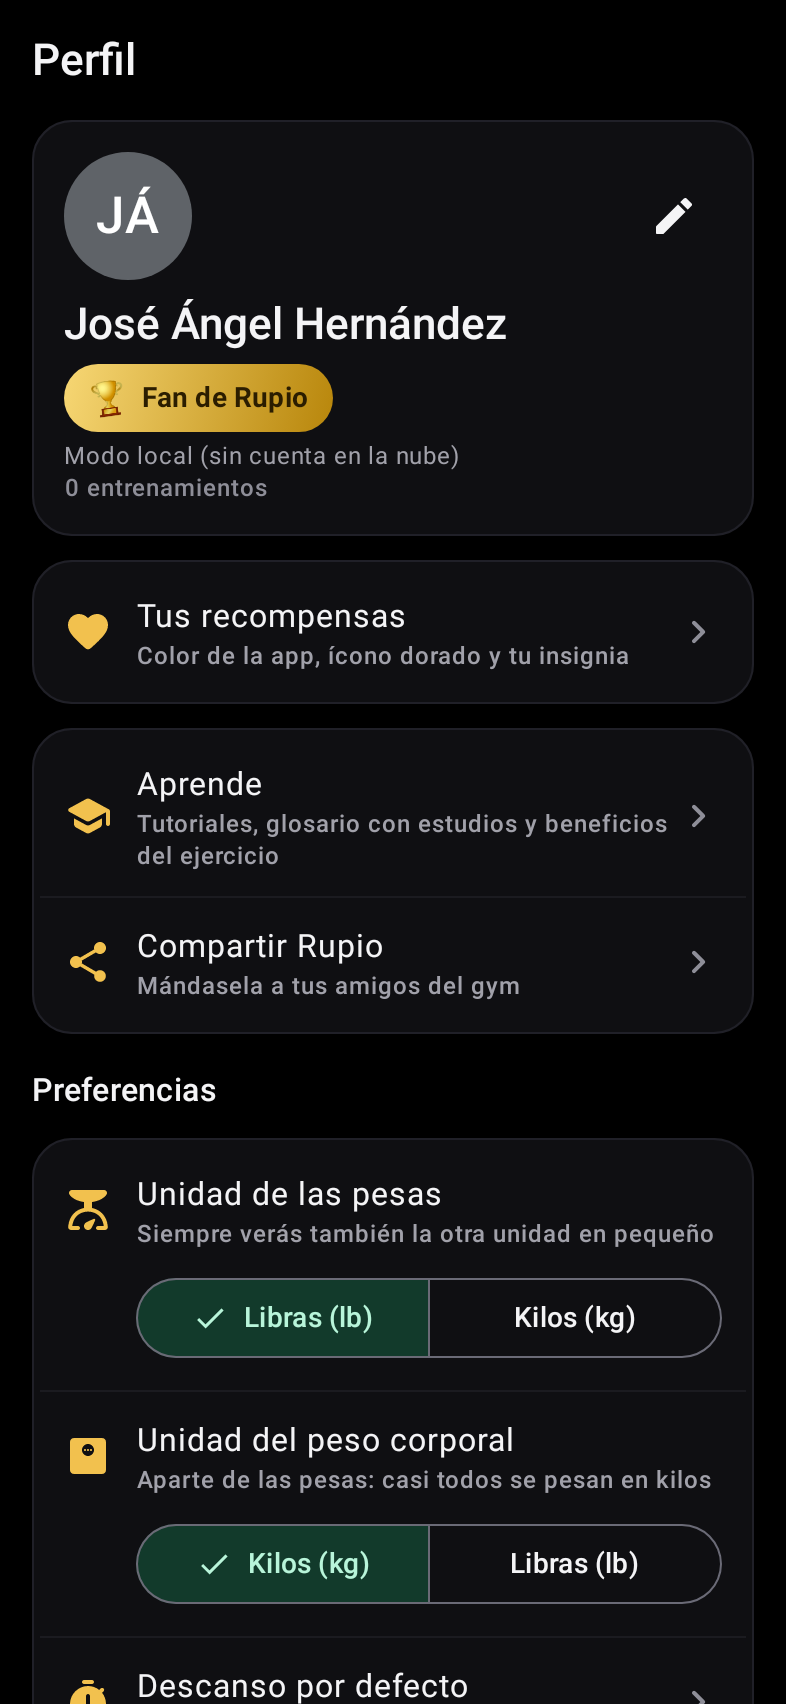 Perfil
JÁ
José Ángel Hernández
Fan de Rupio
Modo local (sin cuenta en la nube)
0 entrenamientos
Tus recompensas
Color de la app, ícono dorado y tu insignia
Aprende
Tutoriales, glosario con estudios y beneficios
del ejercicio
Compartir Rupio
Mándasela a tus amigos del gym
Preferencias
Unidad de las pesas
Siempre verás también la otra unidad en pequeño
Libras (lb)
Kilos (kg)
Unidad del peso corporal
Aparte de las pesas: casi todos se pesan en kilos
Kilos (kg)
Libras (lb)
Descanso por defecto